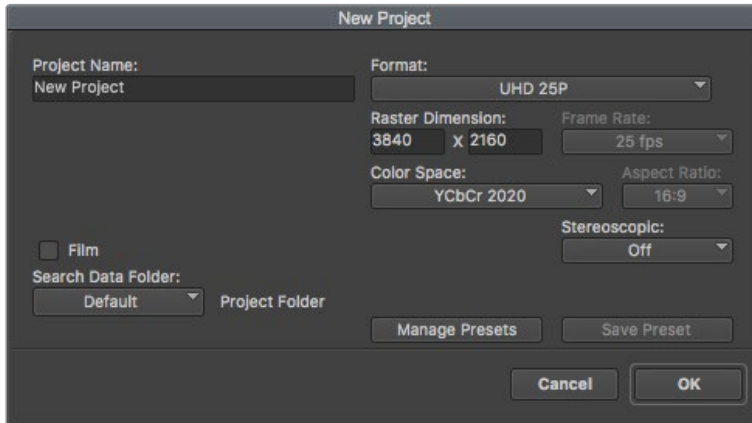 New Project
Project Name:
New Project
Format:
UHD 25P
Raster Dimension:
3840 X 2160
Frame Rate:
25 fps
Color Space:
YCbCr 2020
Aspect Ratio:
16:9
Stereoscopic:
Off
Film
Search Data Folder:
Default
Project Folder
Manage Presets
Save Preset
Cancel
OK